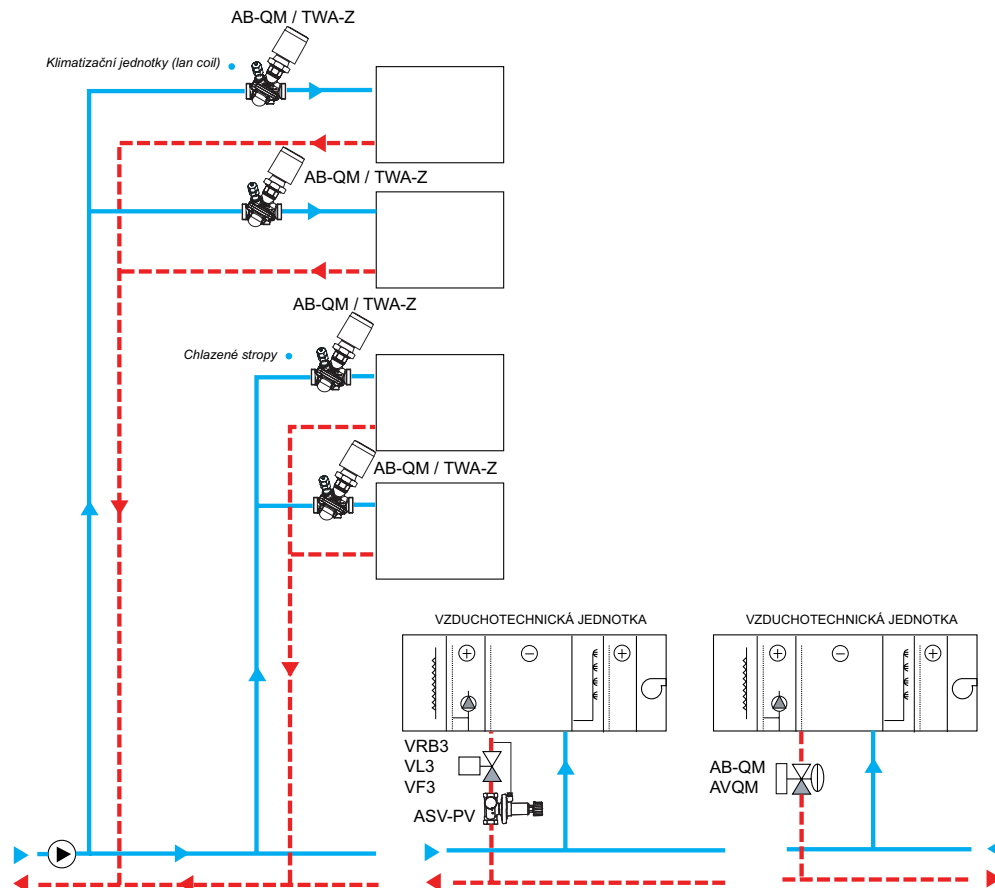 AB-QM / TWA-Z
Klimatizační jednotky (lan coil)
AB-QM / TWA-Z
AB-QM / TWA-Z
Chlazené stropy
AB-QM / TWA-Z
VZDUCHOTECHNICKÁ JEDNOTKA
VRB3
VL3
VF3
ASV-PV
VZDUCHOTECHNICKÁ JEDNOTKA
AB-QM
AVQM